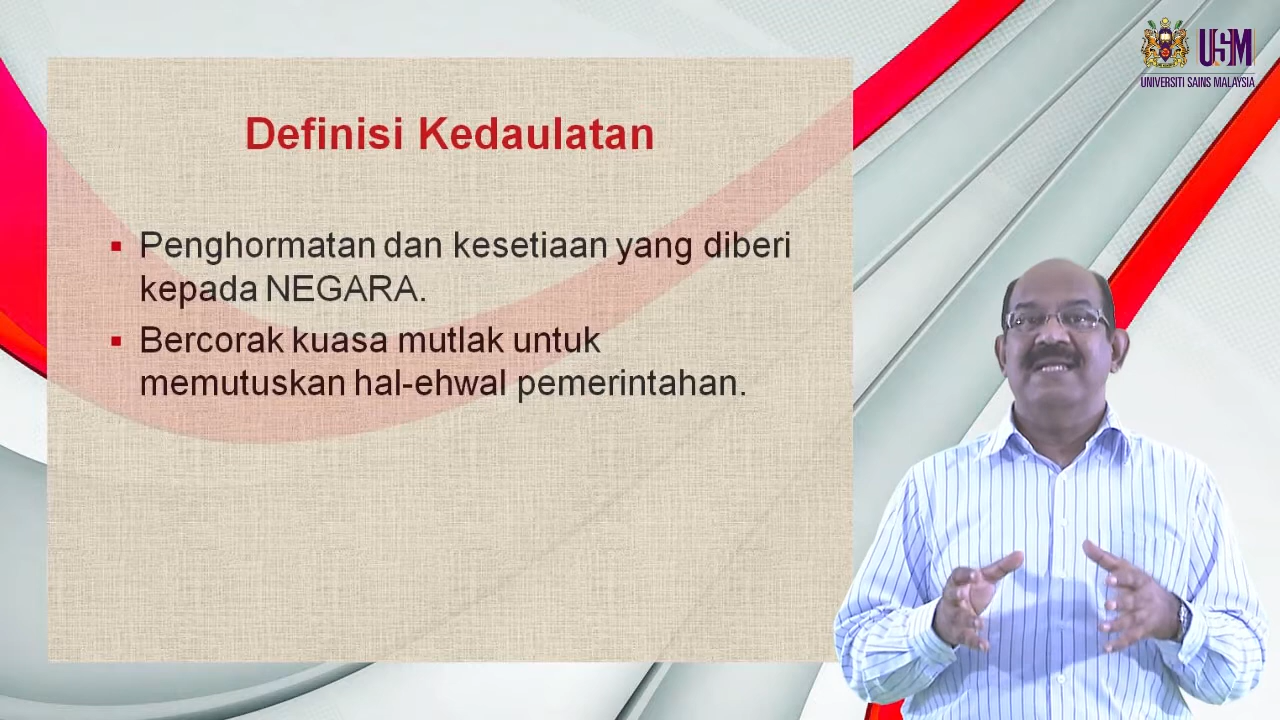 USM
UNIVERSITI SAINS MALAYSIA
Definisi Kedaulatan
▪ Penghormatan dan kesetiaan yang diberi
kepada NEGARA.
▪ Bercorak kuasa mutlak untuk
memutuskan hal-ehwal pemerintahan.